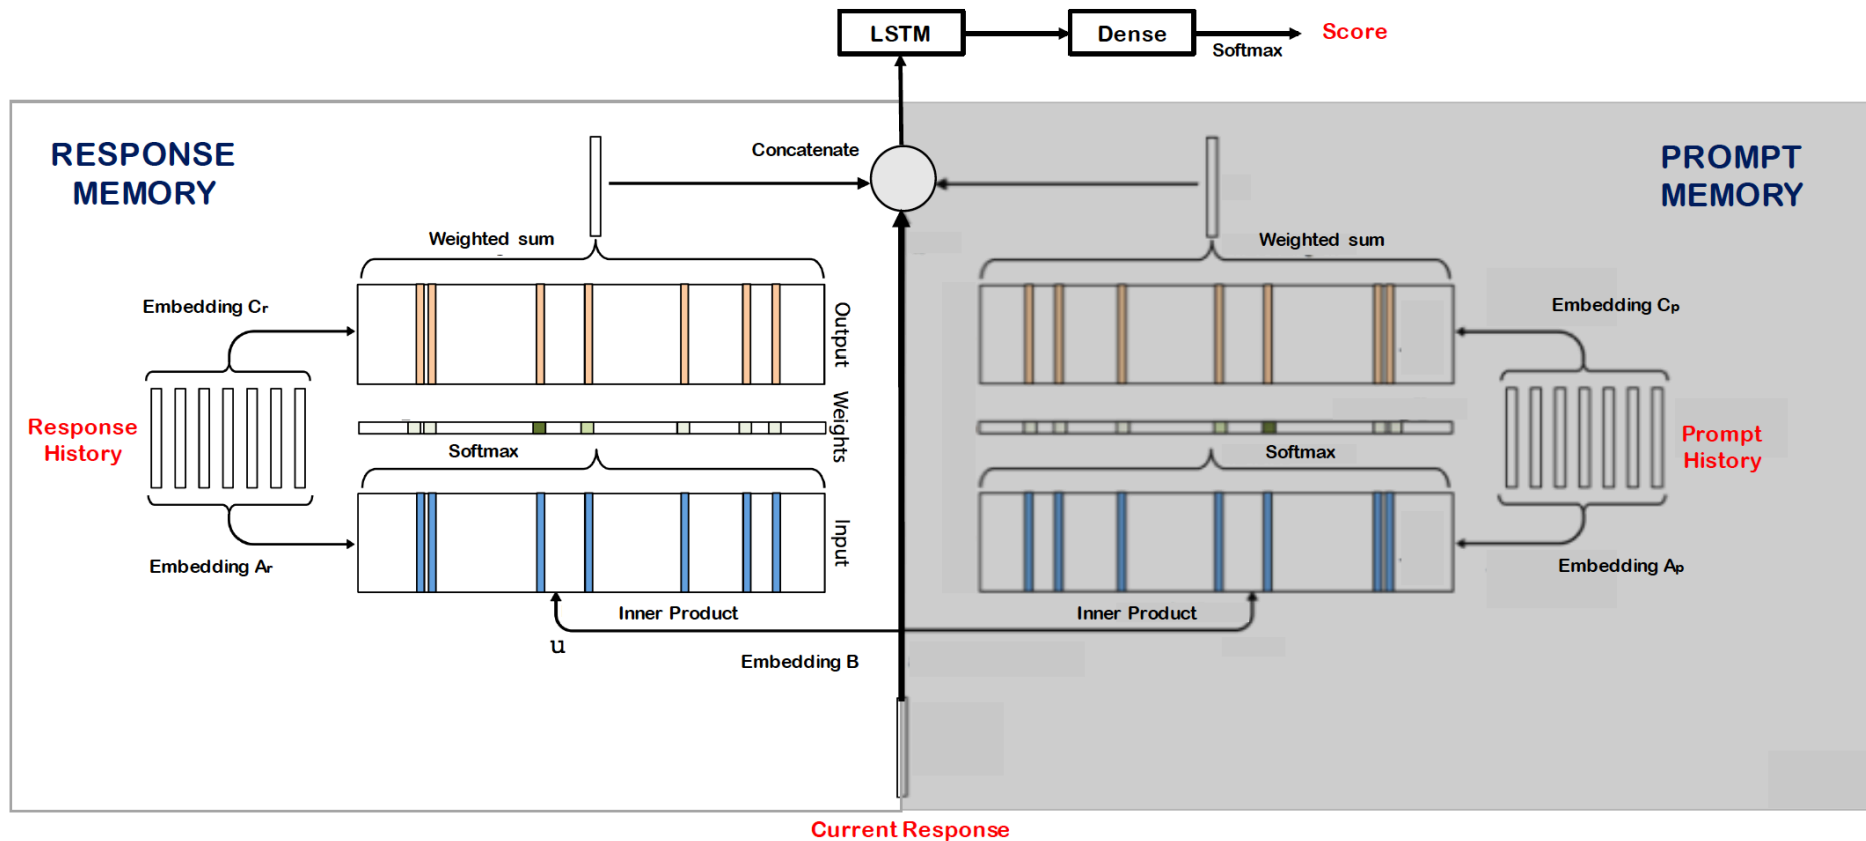 LSTM
Dense
Softmax
Score
RESPONSE
MEMORY
Concatenate
PROMPT
MEMORY
Weighted sum
Weighted sum
Embedding Cr
Output
Embedding Cp
Response
History
Weights
Softmax
Softmax
Prompt
History
Input
Embedding Ar
Embedding Ap
Inner Product
Inner Product
u
Embedding B
Current Response